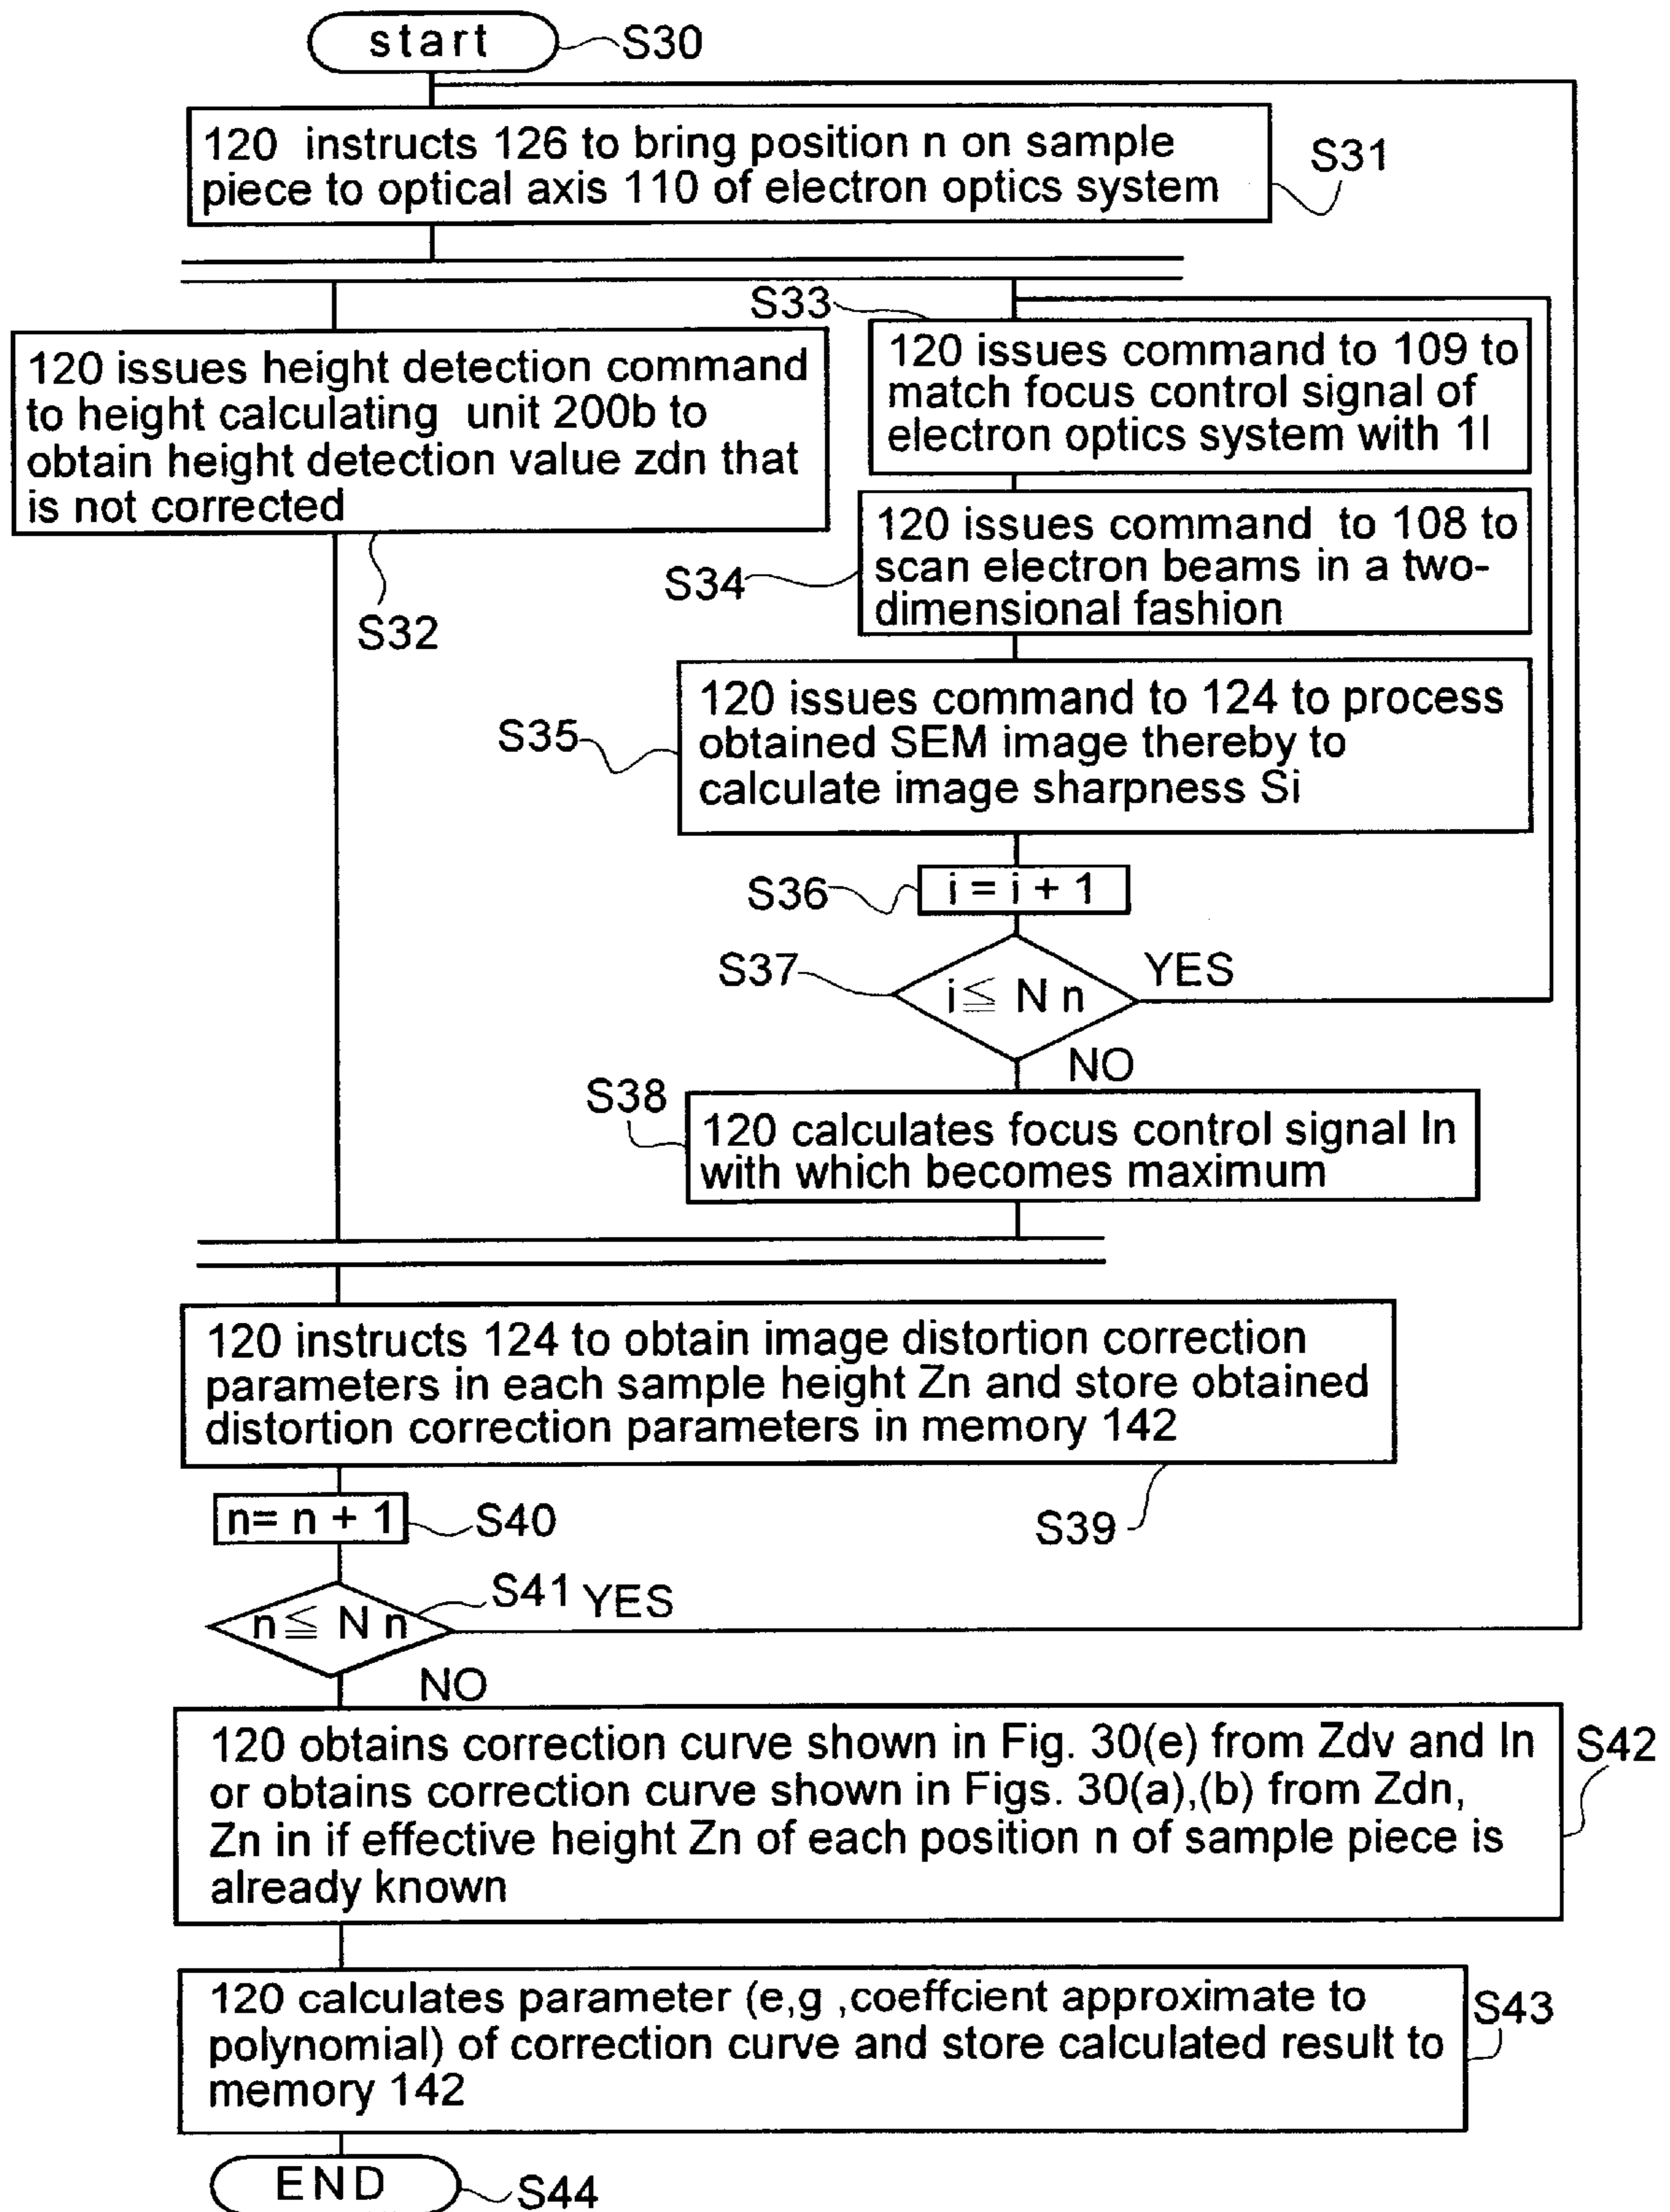 start
S30
120 instructs 126 to bring position n on sample
piece to optical axis 110 of electron optics system
S31
S33
120 issues height detection command
to height calculating unit 200b to
obtain height detection value zdn that
is not corrected
S32
120 issues command to 109 to
match focus control signal of
electron optics system with 1l
120 issues command to 108 to
scan electron beams in a two-
dimensional fashion
S34
120 issues command to 124 to process
obtained SEM image thereby to
calculate image sharpness Si
S35
i = i + 1
S36
S37
i ≦ N n
YES
NO
S38
120 calculates focus control signal In
with which becomes maximum
120 instructs 124 to obtain image distortion correction
parameters in each sample height Zn and store obtained
distortion correction parameters in memory 142
S39
n= n + 1
S40
S41
YES
n ≦ N n
NO
120 obtains correction curve shown in Fig. 30(e) from Zdv and In
or obtains correction curve shown in Figs. 30(a),(b) from Zdn,
Zn in if effective height Zn of each position n of sample piece is
already known
S42
120 calculates parameter (e,g ,coeffcient approximate to
polynomial) of correction curve and store calculated result to
memory 142
S43
END
S44